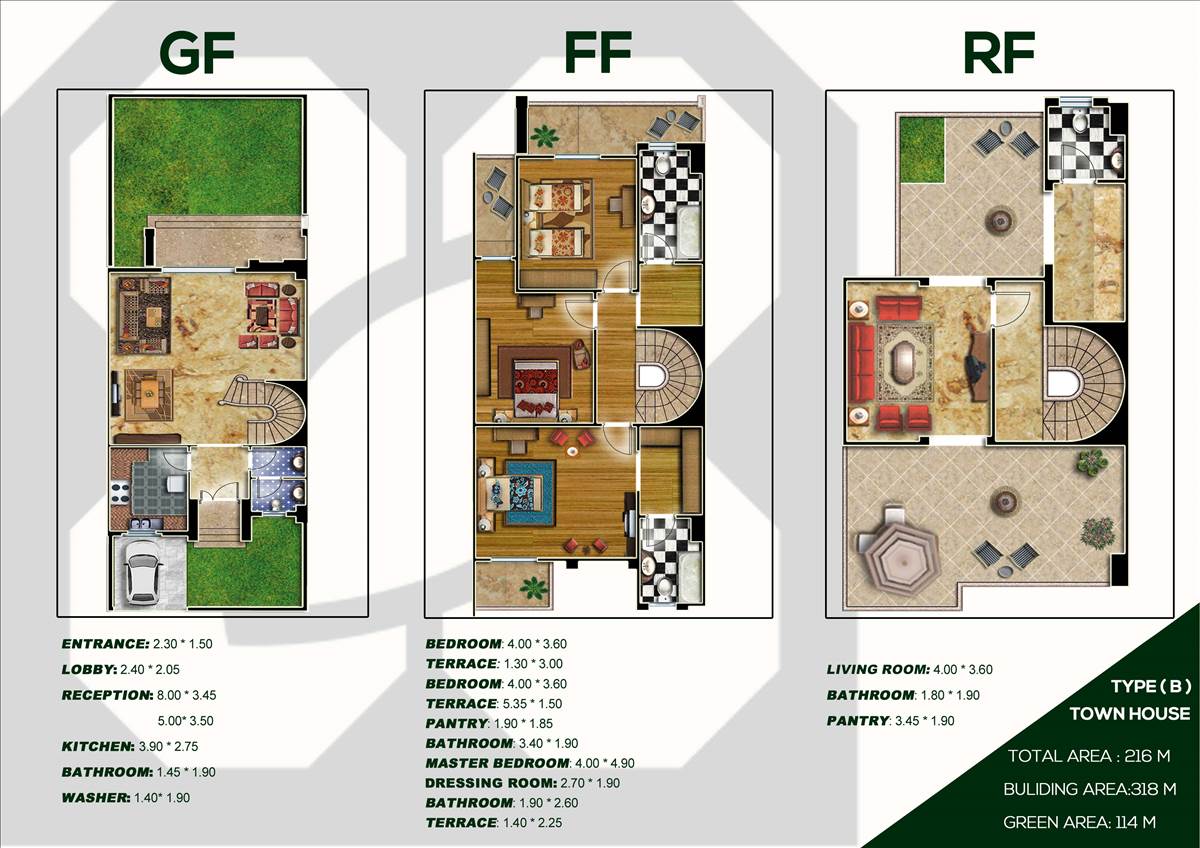 GF
FF
RF
ENTRANCE: 2.30 * 1.50
LOBBY: 2.40 * 2.05
RECEPTION: 8.00 * 3.45
5.00* 3.50
KITCHEN: 3.90 * 2.75
BATHROOM: 1.45 * 1.90
WASHER: 1.40* 1.90
BEDROOM: 4.00 * 3.60
TERRACE: 1.30 * 3.00
BEDROOM: 4.00 * 3.60
TERRACE: 5.35 * 1.50
PANTRY: 1.90 * 1.85
BATHROOM: 3.40 * 1.90
MASTER BEDROOM: 4.00 * 4.90
DRESSING ROOM: 2.70 * 1.90
BATHROOM: 1.90 * 2.60
TERRACE: 1.40 * 2.25
LIVING ROOM: 4.00 * 3.60
BATHROOM: 1.80 * 1.90
PANTRY: 3.45 * 1.90
TYPE ( B )
TOWN HOUSE
TOTAL AREA : 216 M
BULIDING AREA:318 M
GREEN AREA: 114 M